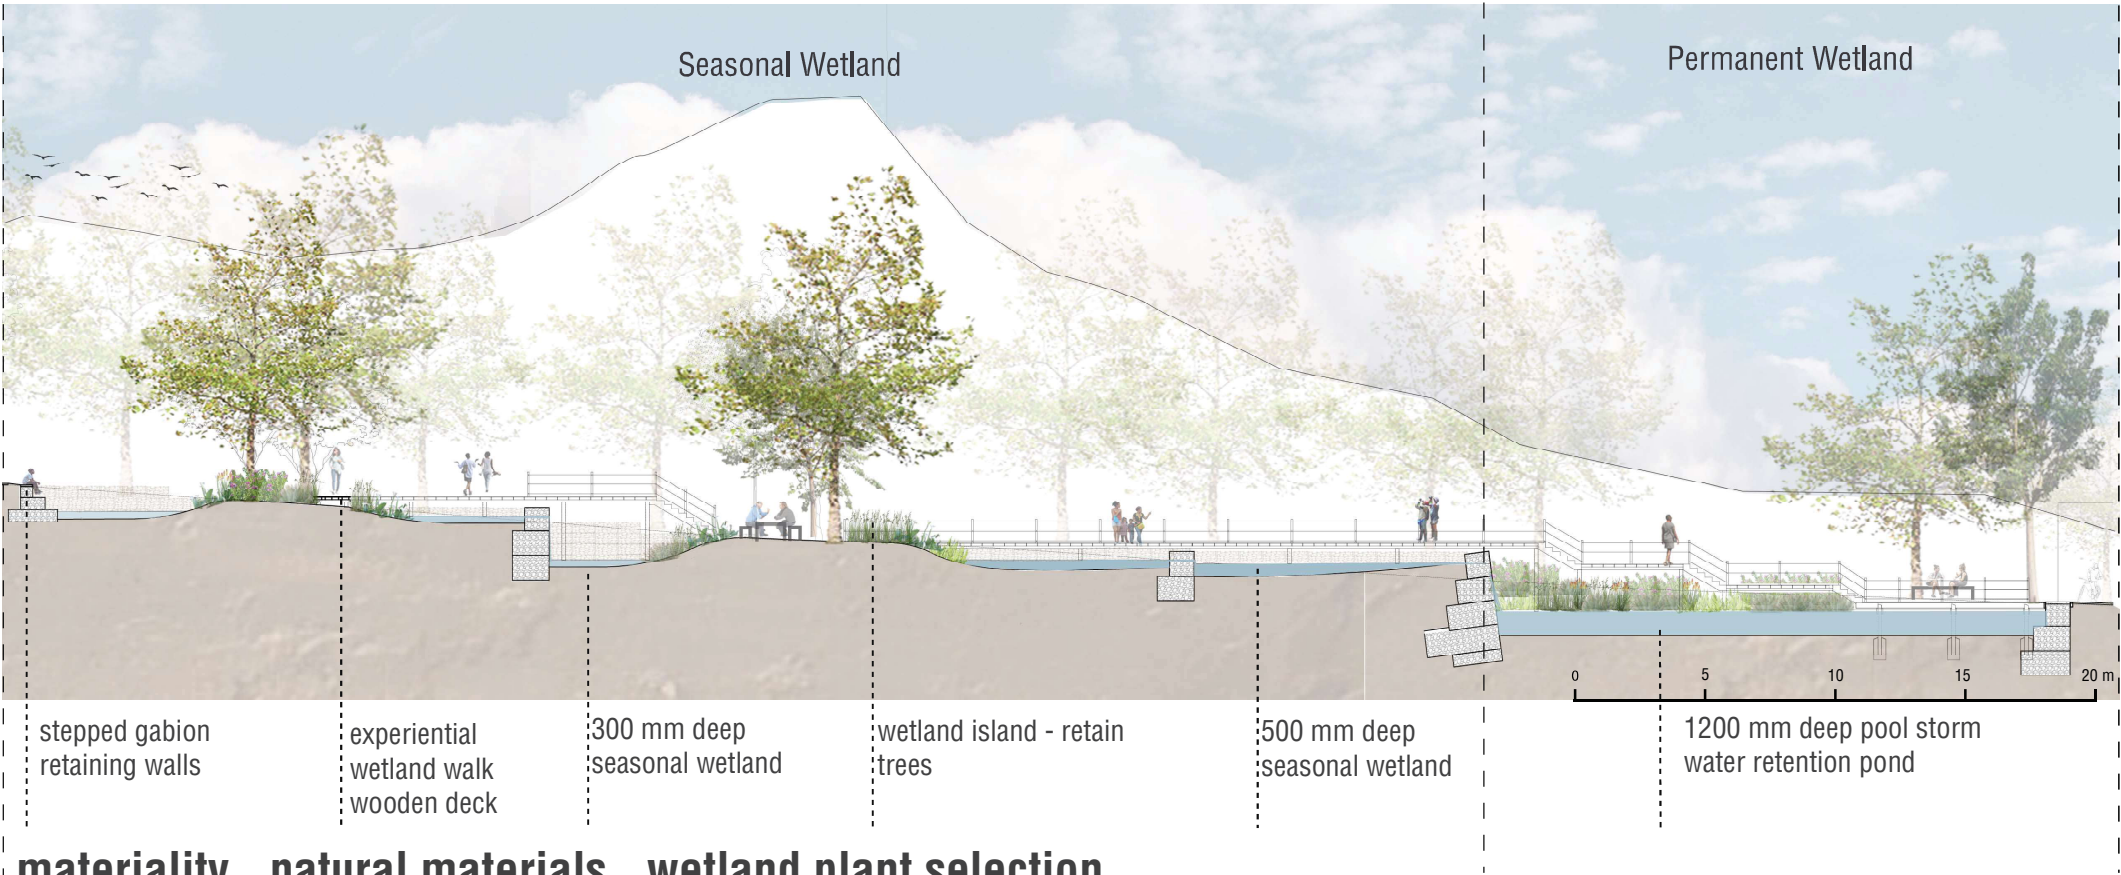 Seasonal Wetland
Permanent Wetland
0 5 10 15 20 m
stepped gabion
retaining walls
experiential
wetland walk
wooden deck
300 mm deep
seasonal wetland
wetland island - retain
trees
500 mm deep
seasonal wetland
1200 mm deep pool storm
water retention pond
materiality natural materials wetland plant selection